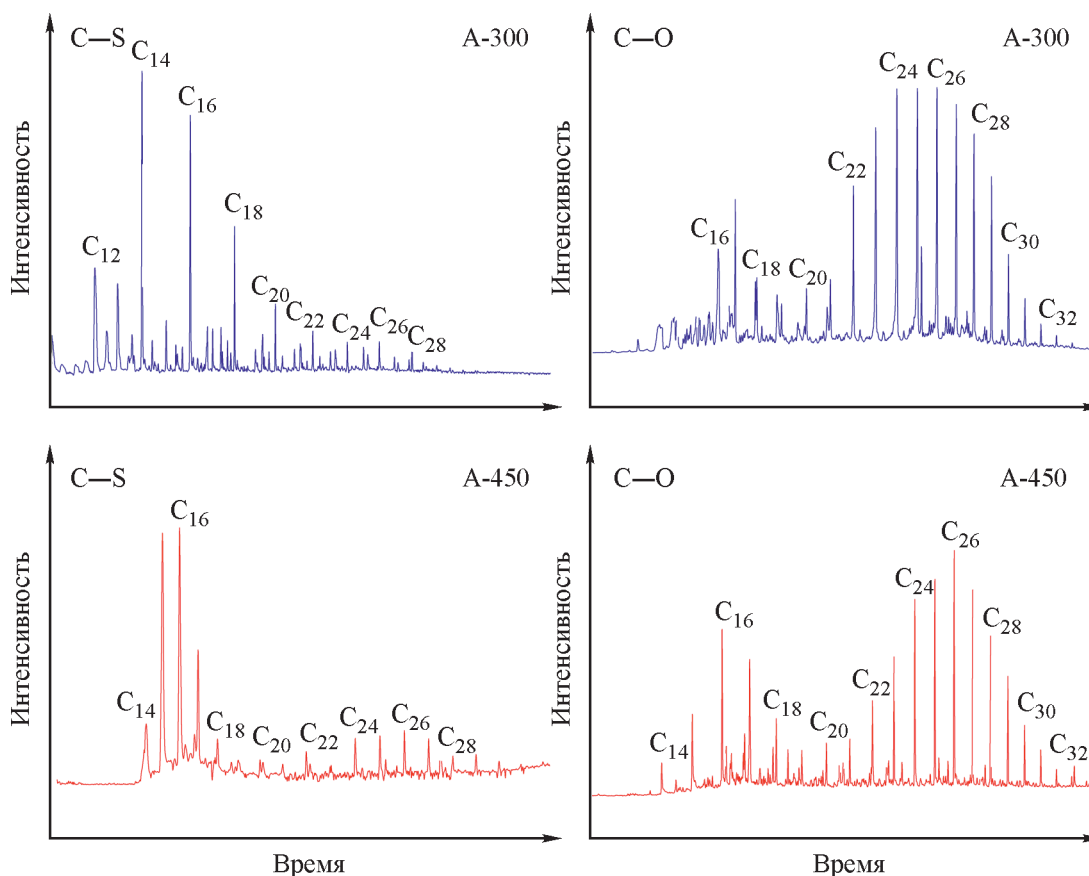 C—S
A-300
C14
C16
C12
C18
C20
C22
C24
C26
C28
Интенсивность
C—O
A-300
C24
C26
C28
C22
C16
C18
C20
C30
C32
Интенсивность
C—S
A-450
C16
C14
C18
C20
C22
C24
C26
C28
Интенсивность
Время
C—O
A-450
C26
C24
C28
C16
C22
C18
C20
C30
C14
C32
Интенсивность
Время